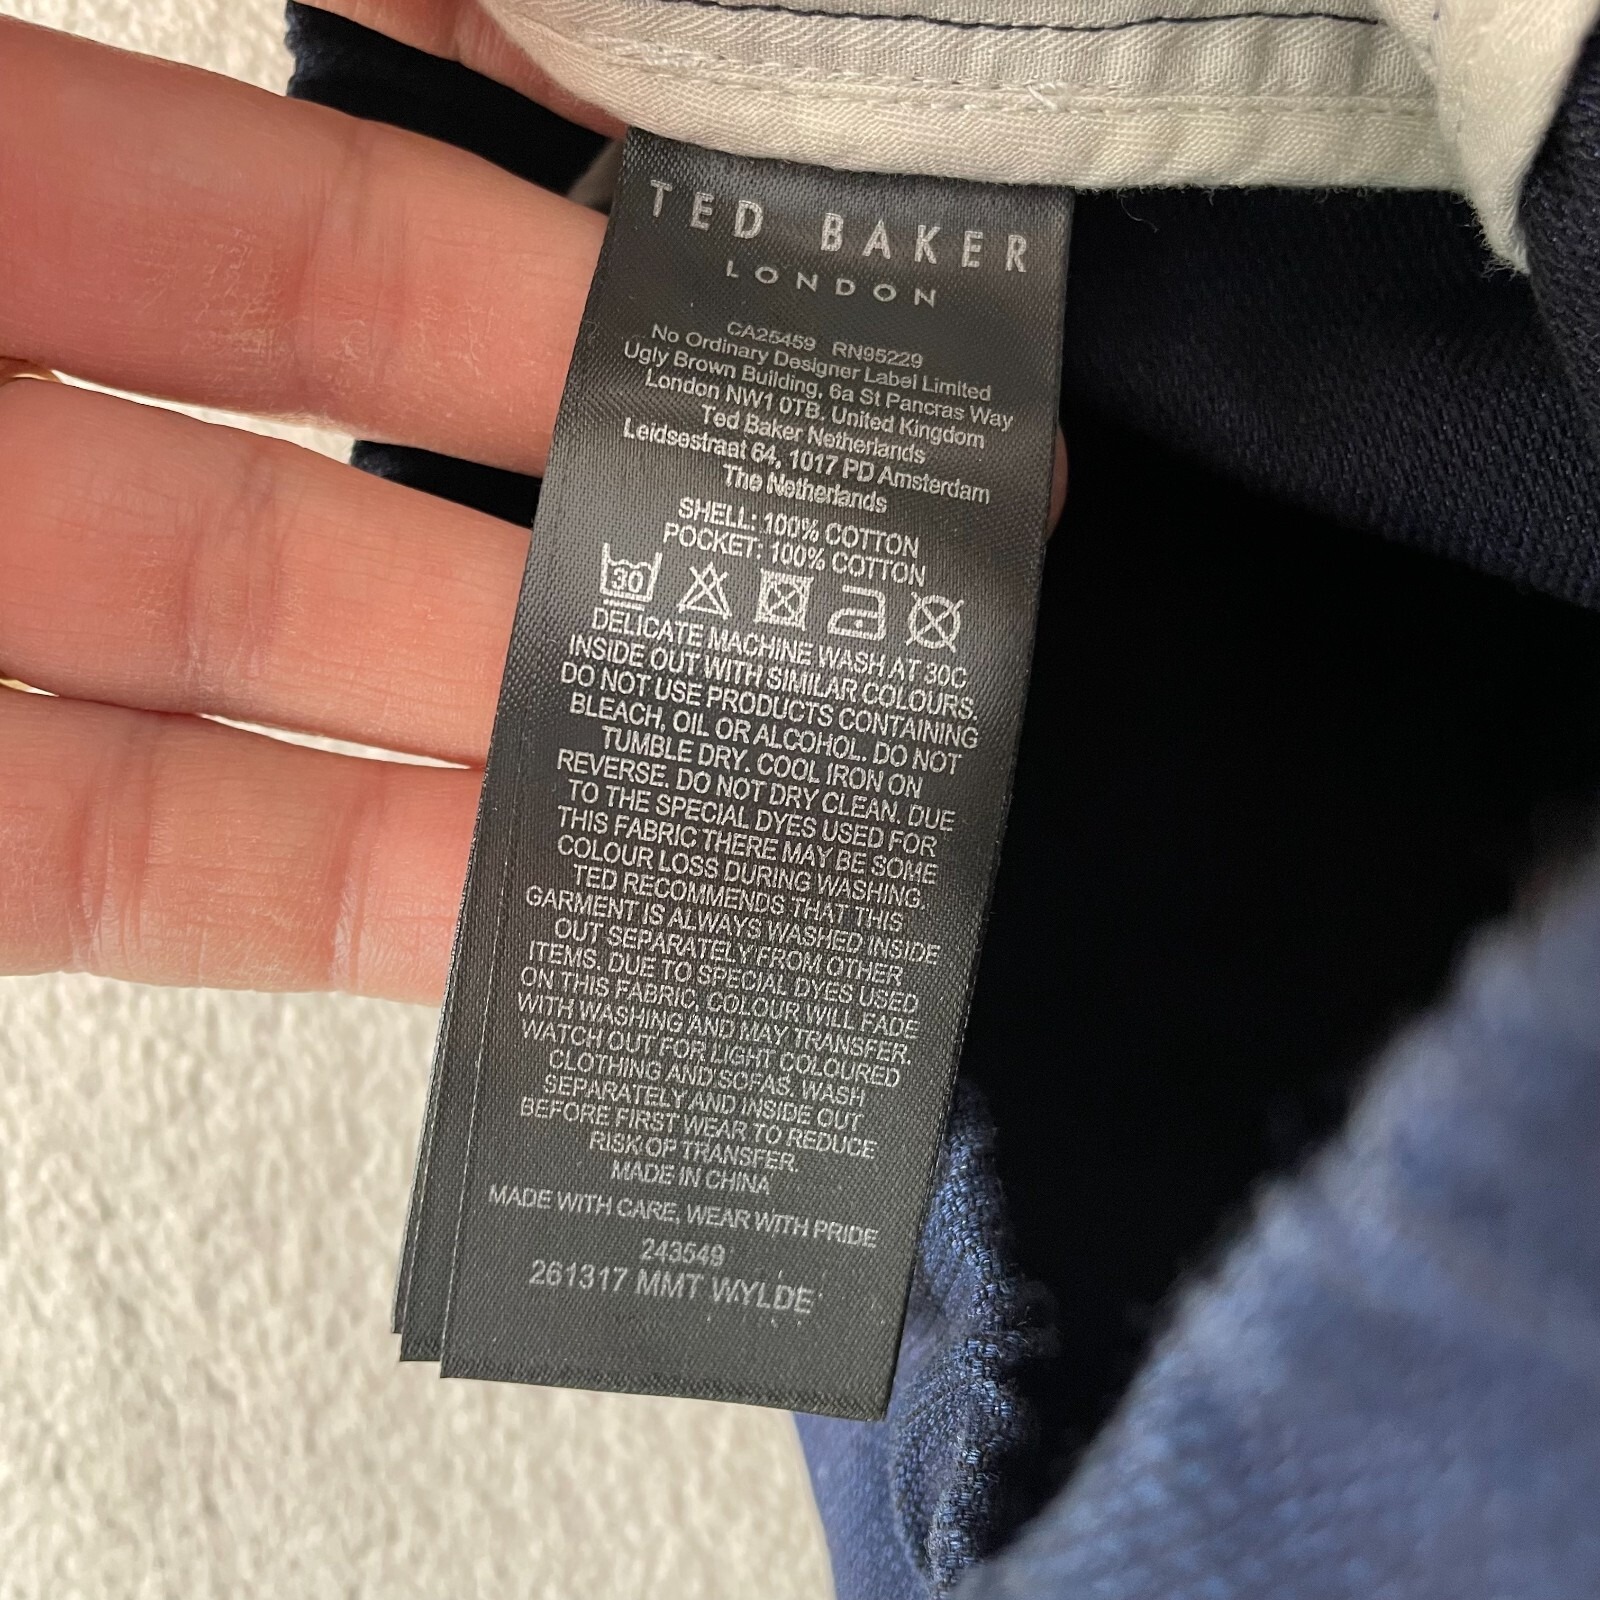 TED BAKER
LONDON
CA25459 RN95229
No Ordinary Designer Label Limited
Ugly Brown Building, 6a St Pancras Way
London NW1 0TB, United Kingdom
Ted Baker Netherlands
Leidsestraat 64, 1017 PD Amsterdam
The Netherlands
SHELL: 100% COTTON
POCKET: 100% COTTON
30
DELICATE MACHINE WASH AT 30C
INSIDE OUT WITH SIMILAR COLOURS.
DO NOT USE PRODUCTS CONTAINING
BLEACH, OIL OR ALCOHOL. DO NOT
TUMBLE DRY. COOL IRON ON
REVERSE. DO NOT DRY CLEAN. DUE
TO THE SPECIAL DYES USED FOR
THIS FABRIC THERE MAY BE SOME
COLOUR LOSS DURING WASHING.
TED RECOMMENDS THAT THIS
GARMENT IS ALWAYS WASHED INSIDE
OUT SEPARATELY FROM OTHER
ITEMS. DUE TO SPECIAL DYES USED
ON THIS FABRIC, COLOUR WILL FADE
WITH WASHING AND MAY TRANSFER.
WATCH OUT FOR LIGHT COLOURED
CLOTHING AND SOFAS. WASH
SEPARATELY AND INSIDE OUT
BEFORE FIRST WEAR TO REDUCE
RISK OF TRANSFER.
MADE IN CHINA
MADE WITH CARE, WEAR WITH PRIDE
243549
261317 MMT WYLDE